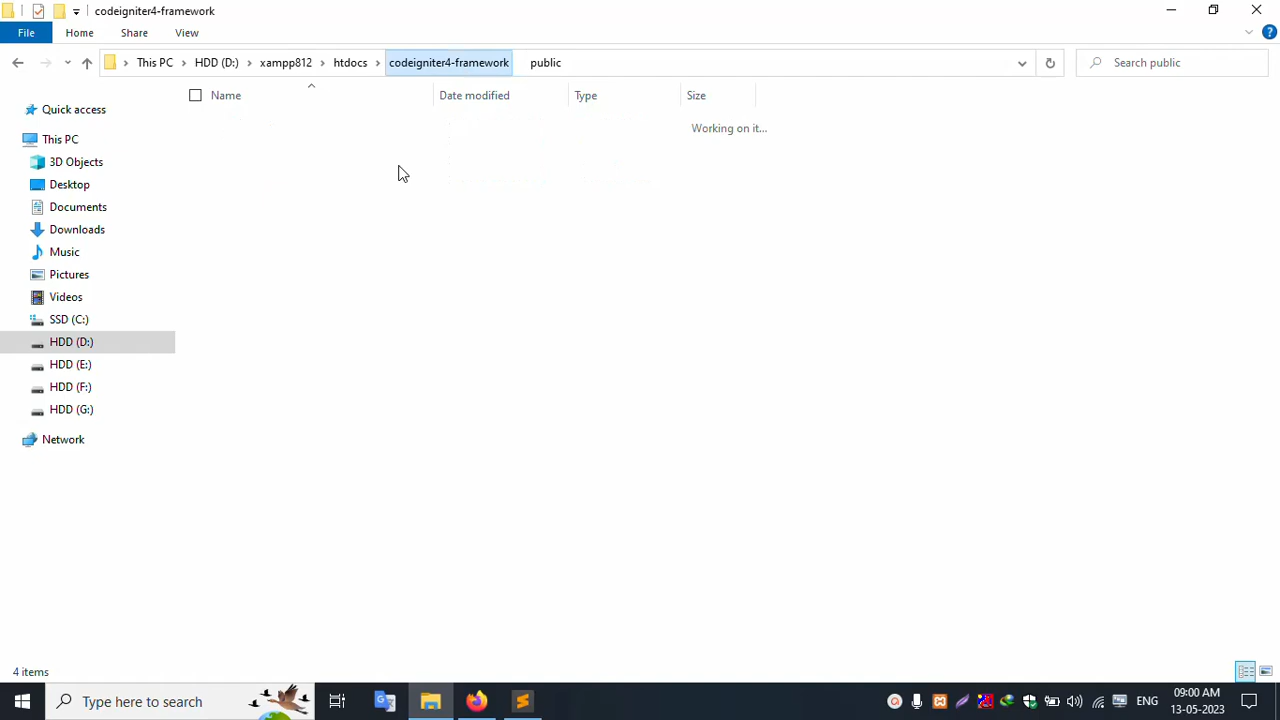 codeigniter4-framework
File Home Share View
This PC HDD (D:) xampp812 htdocs codeigniter4-framework public
Search public
Name Date modified Type Size
Working on it...
Quick access
This PC
3D Objects
Desktop
Documents
Downloads
Music
Pictures
Videos
SSD (C:)
HDD (D:)
HDD (E:)
HDD (F:)
HDD (G:)
Network
4 items
Type here to search
ENG
09:00 AM
13-05-2023